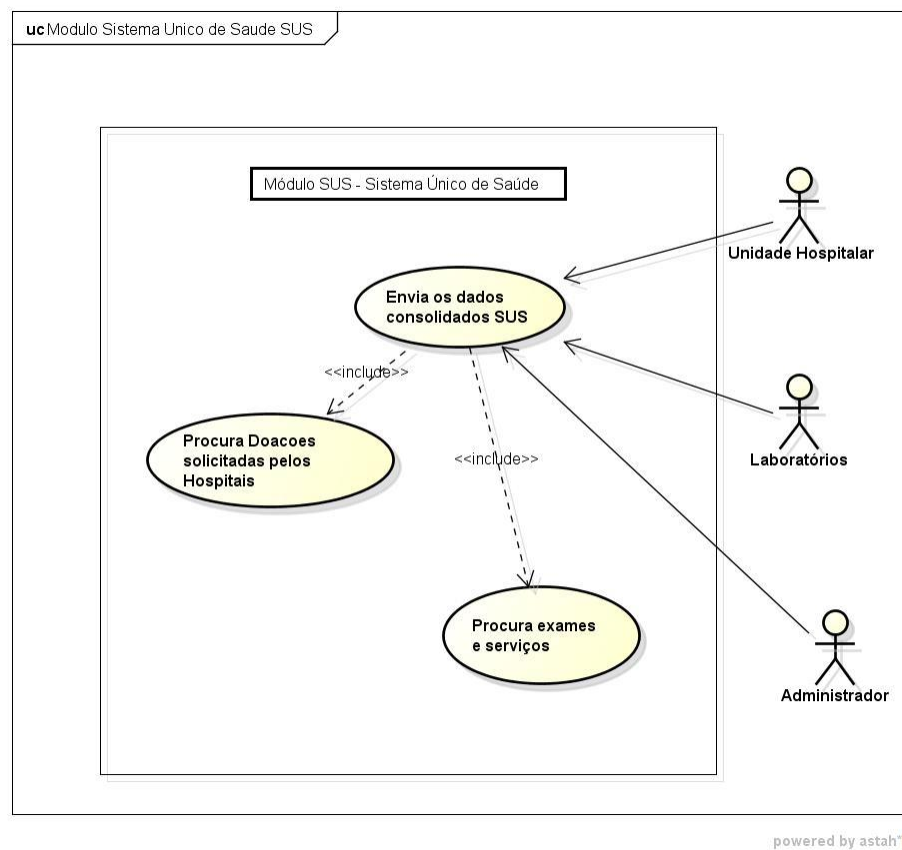 uc Modulo Sistema Unico de Saude SUS
Módulo SUS - Sistema Único de Saúde
Unidade Hospitalar
Envia os dados
consolidados SUS
<<include>>
Procura Doacoes
solicitadas pelos
Hospitais
<<include>>
Laboratórios
Procura exames
e serviços
Administrador
powered by astah*